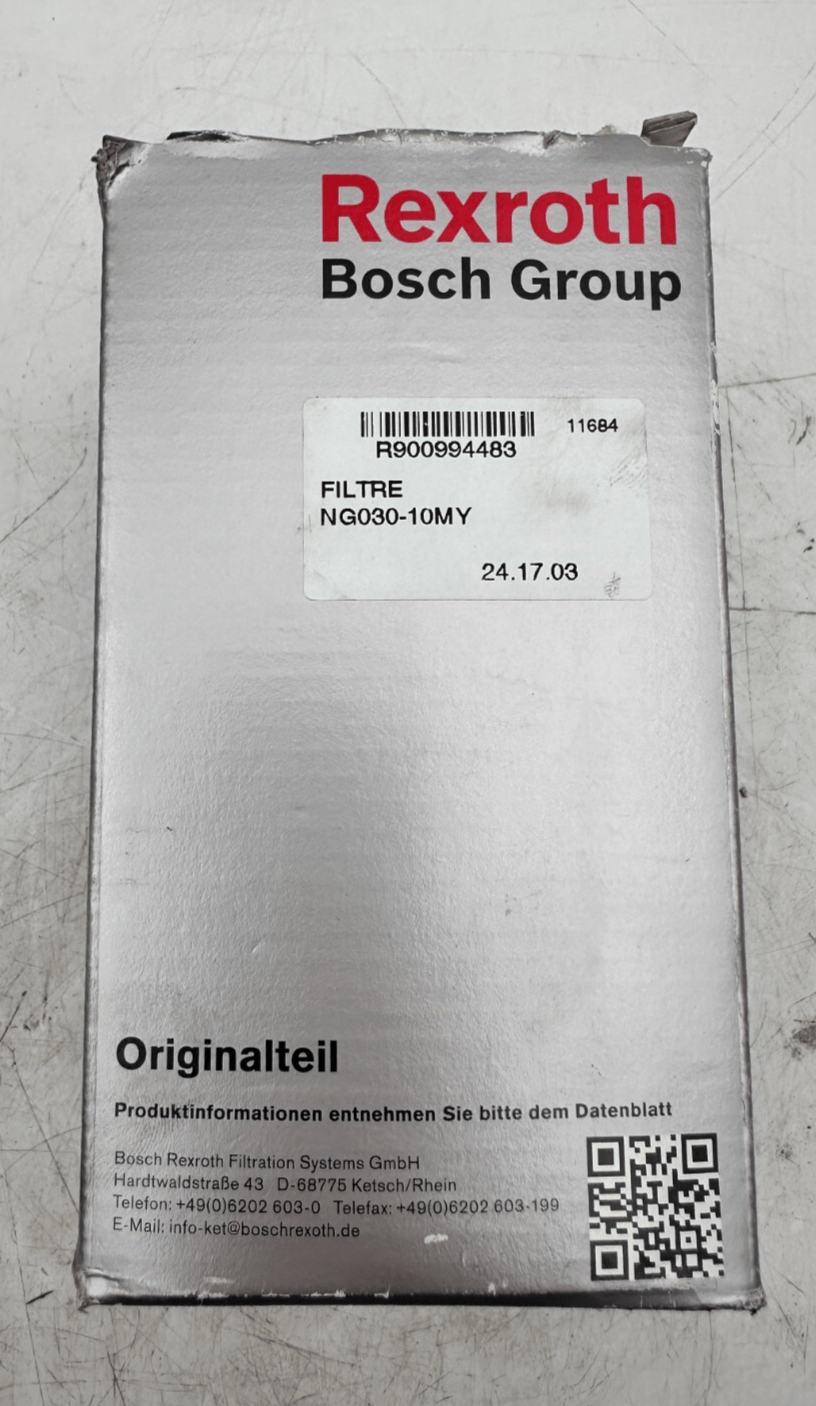 Rexroth
Bosch Group
11684
R900994483
FILTRE
NG030-10MY
24.17.03
Originalteil
Produktinformationen entnehmen Sie bitte dem Datenblatt
Bosch Rexroth Filtration Systems GmbH
Hardtwaldstraße 43 D-68775 Ketsch/Rhein
Telefon: +49(0)6202 603-0 Telefax: +49(0)6202 603-199
E-Mail: info-ket@boschrexroth.de